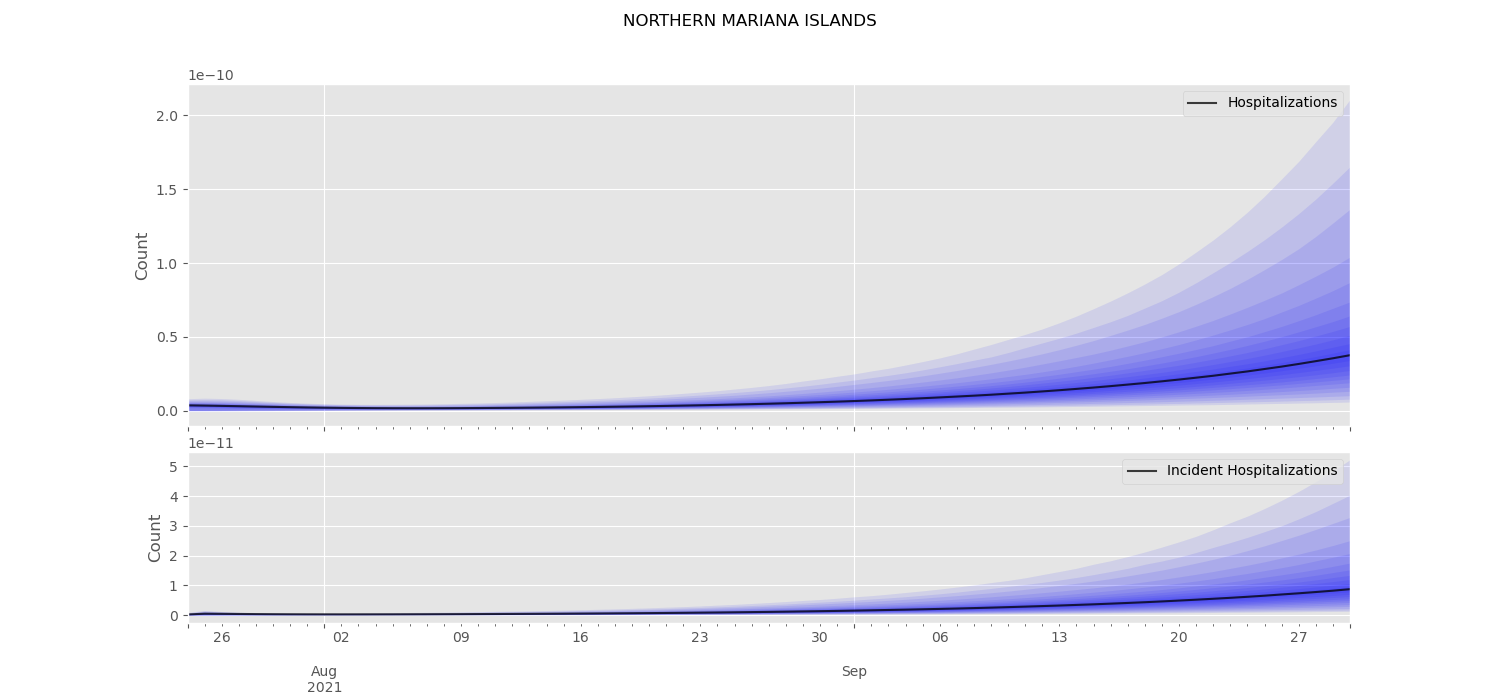 NORTHERN MARIANA ISLANDS
1e−10
Hospitalizations
2.0
1.5
1.0
0.5
0.0
Count
1e−11
Incident Hospitalizations
5
4
3
2
1
0
Count
26 02 09 16 23 30 06 13 20 27
Aug Sep
2021